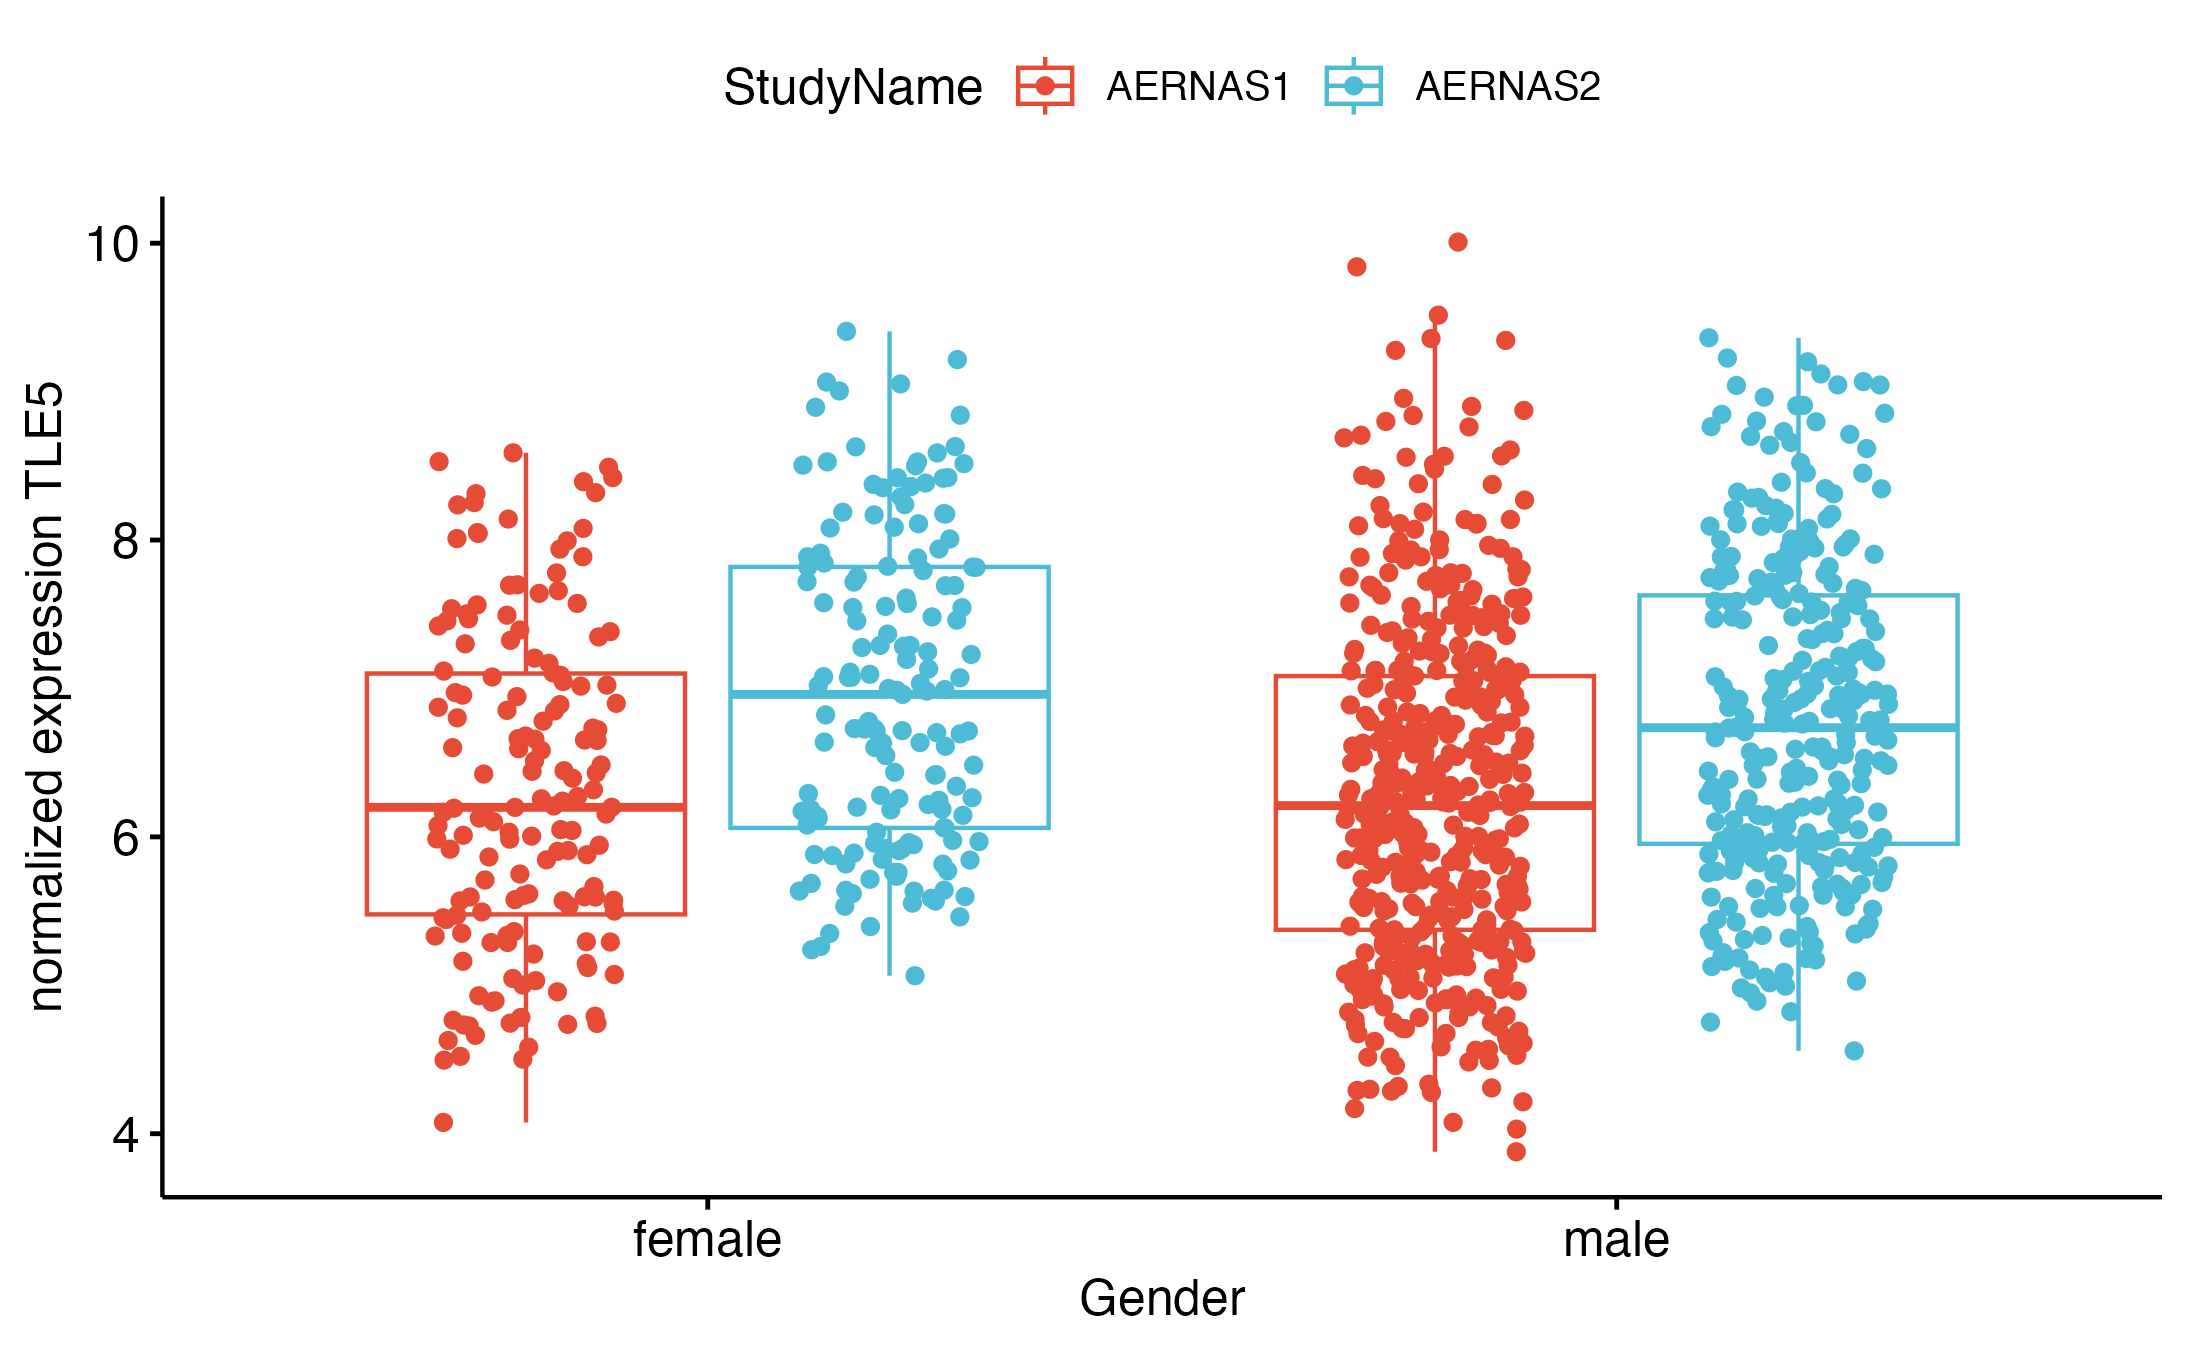 StudyName AERNAS1 AERNAS2
normalized expression TLE5
10
8
6
4
female male
Gender